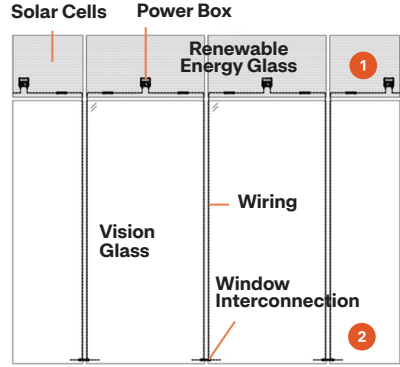 Solar Cells
Power Box
Renewable
Energy Glass
1
Wiring
Vision
Glass
Window
Interconnection
2